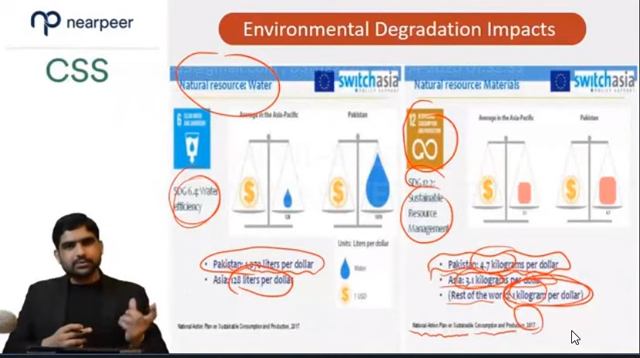 nearpeer
CSS
Environmental Degradation Impacts
Natural resource: Water
switchasia
6
Average in the Asia-Pacific
Pakistan
SDG 6.4: Water
efficiency
Units: Liters per dollar
Water
1 USD
Pakistan: 1,079 liters per dollar
Asia: 128 liters per dollar
National Action Plan on Sustainable Consumption and Production, 2017
Natural resource: Materials
switchasia
12
Average in the Asia-Pacific
Pakistan
SDG 12.2:
Sustainable
Resource
Management
Pakistan: 4.7 kilograms per dollar
Asia: 3.1 kilograms per dollar
(Rest of the world: 1 kilogram per dollar)
National Action Plan on Sustainable Consumption and Production, 2017